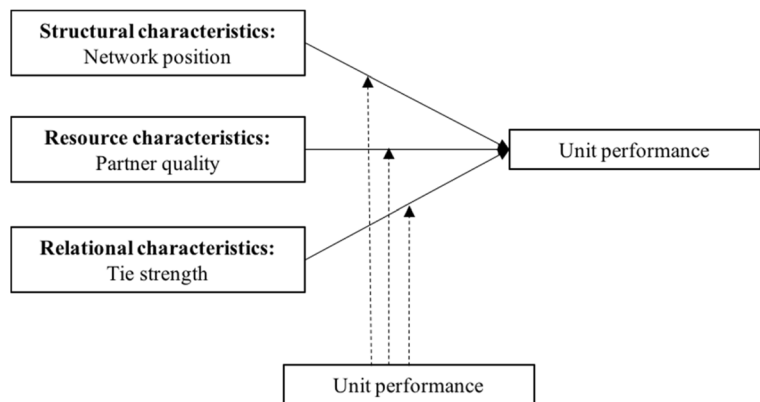 Structural characteristics:
Network position
Resource characteristics:
Partner quality
Unit performance
Relational characteristics:
Tie strength
Unit performance